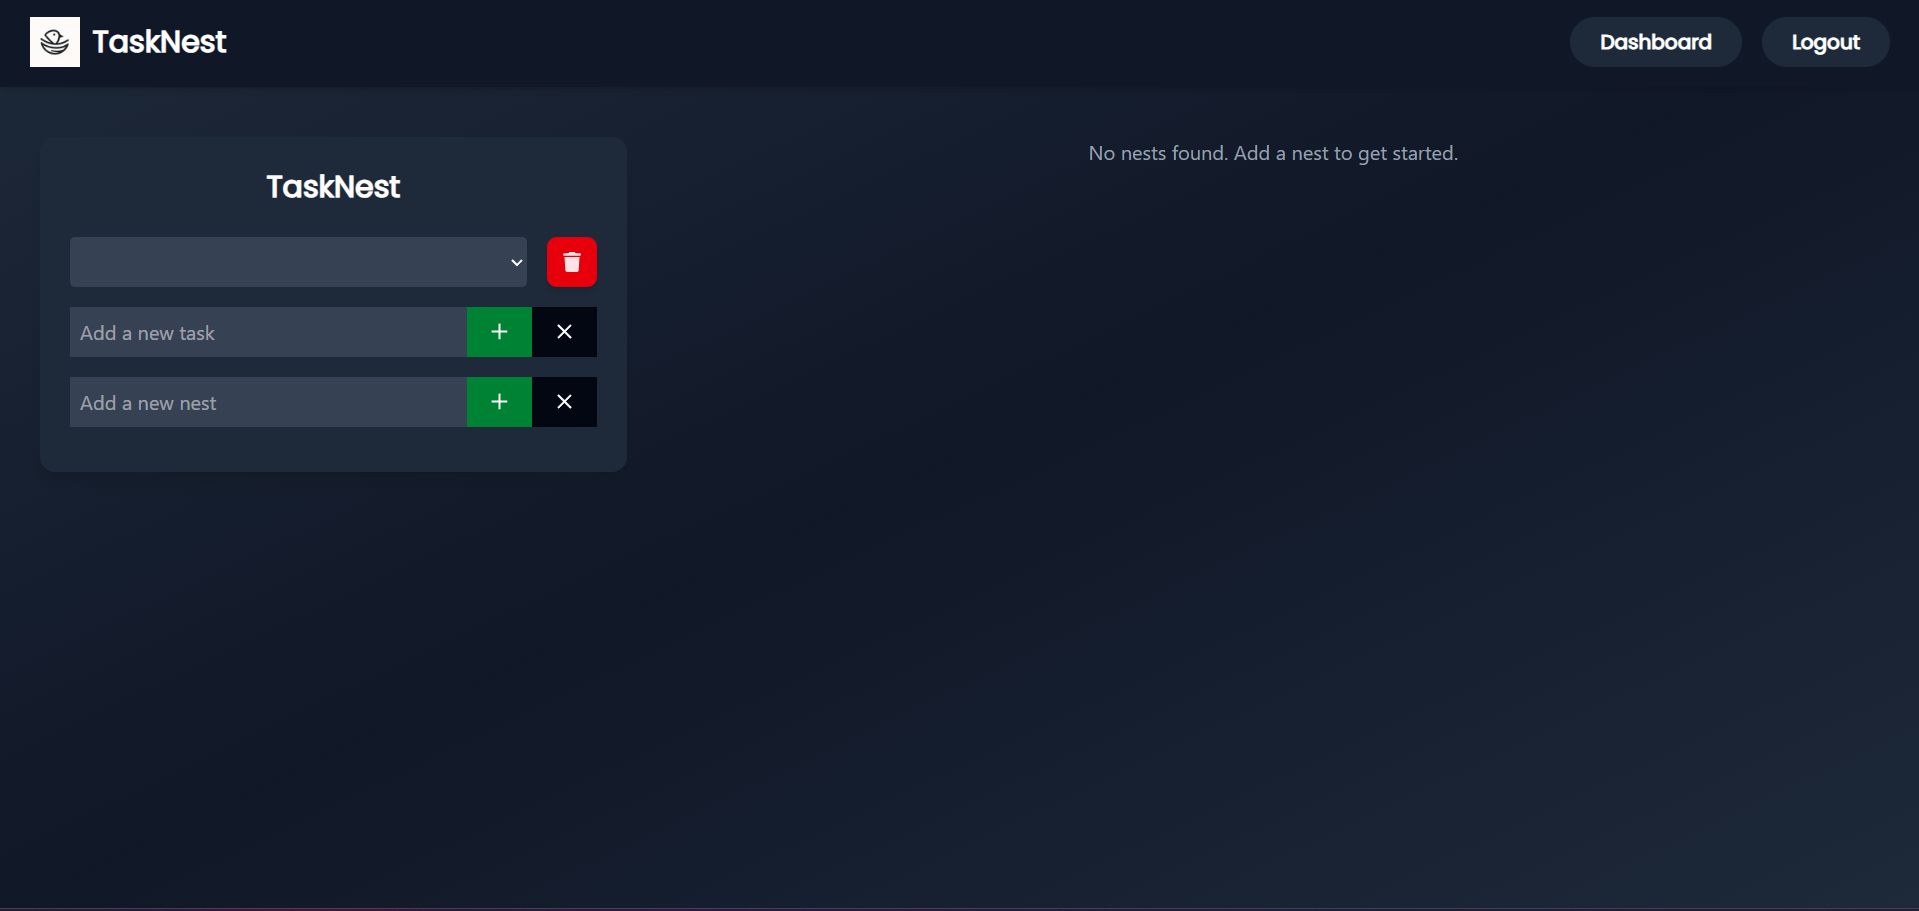 TaskNest
Dashboard
Logout
TaskNest
Add a new task
Add a new nest
No nests found. Add a nest to get started.